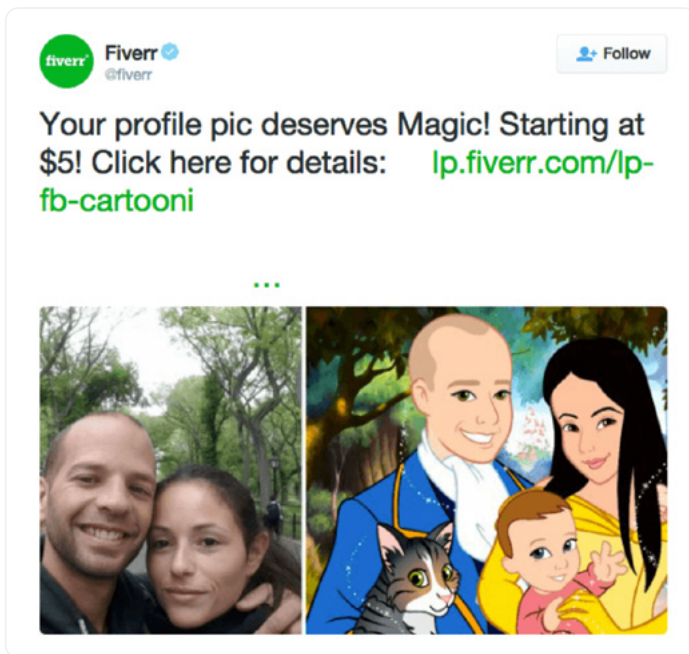 fiverr
Fiverr
@fiverr
Follow
Your profile pic deserves Magic! Starting at
$5! Click here for details: lp.fiverr.com/lp-
fb-cartooni
...